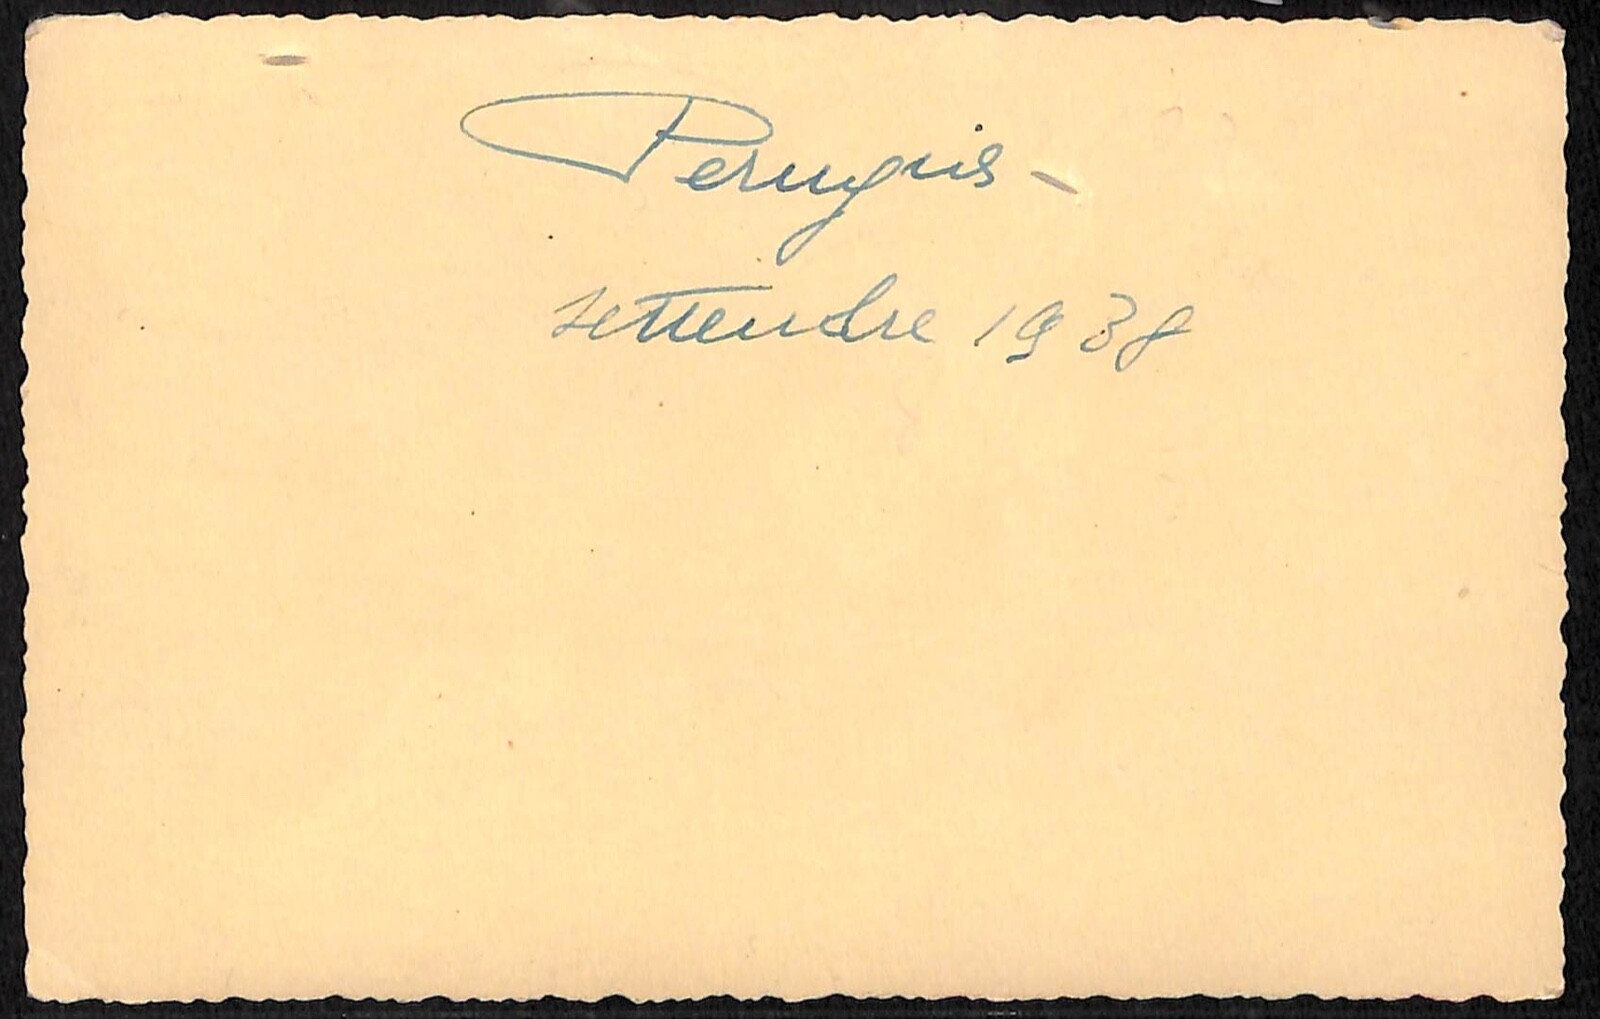 Perugia -
settembre 1938